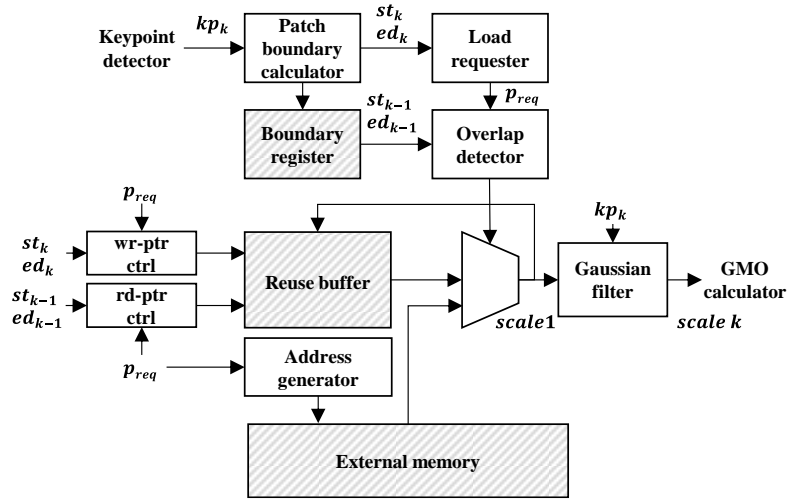 Keypoint
detector
kp_k
Patch
boundary
calculator
st_k
ed_k
Load
requester
p_req
Boundary
register
st_{k-1}
ed_{k-1}
Overlap
detector
p_req
st_k
ed_k
wr-ptr
ctrl
st_{k-1}
ed_{k-1}
rd-ptr
ctrl
p_req
Reuse buffer
scale1
kp_k
Gaussian
filter
GMO
calculator
scale k
Address
generator
External memory